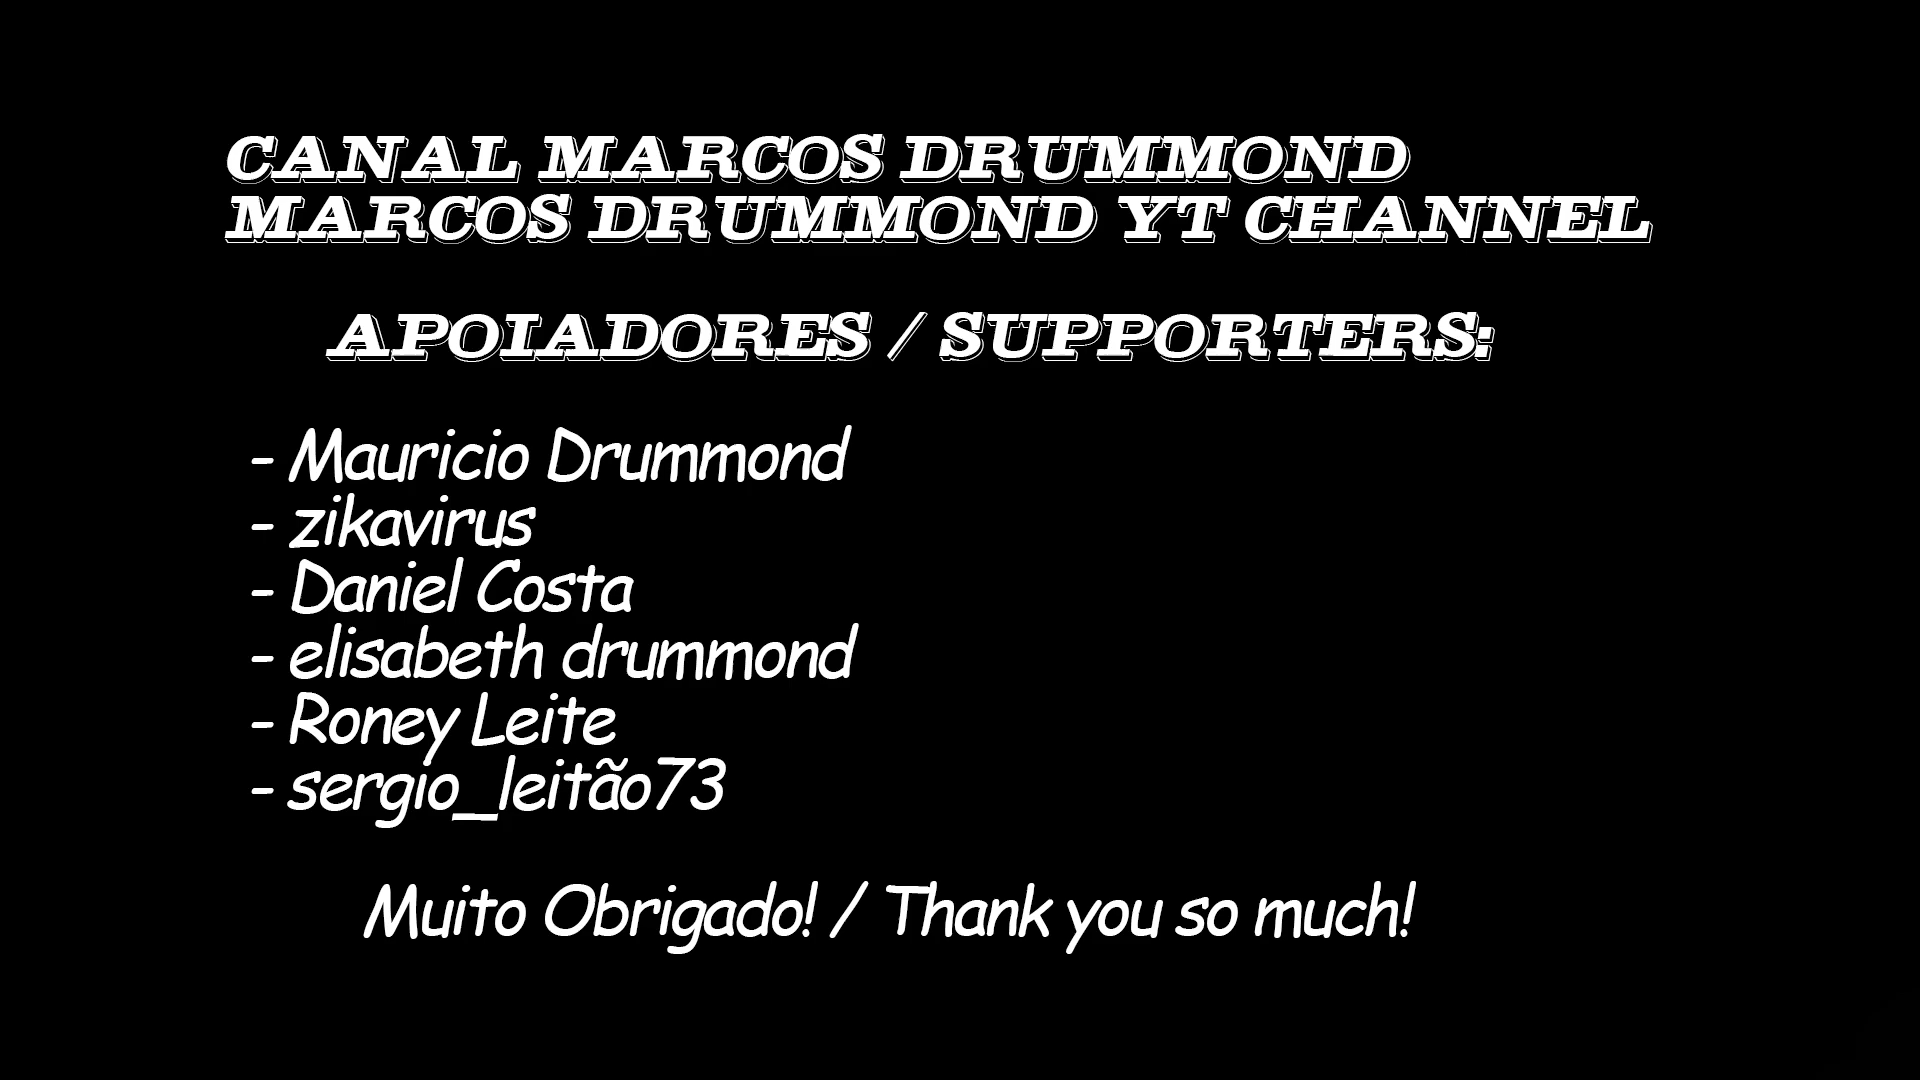 CANAL MARCOS DRUMMOND
MARCOS DRUMMOND YT CHANNEL
APOIADORES / SUPPORTERS:
- Mauricio Drummond
- zikavirus
- Daniel Costa
- elisabeth drummond
- Roney Leite
- sergio_leitão73
Muito Obrigado! / Thank you so much!